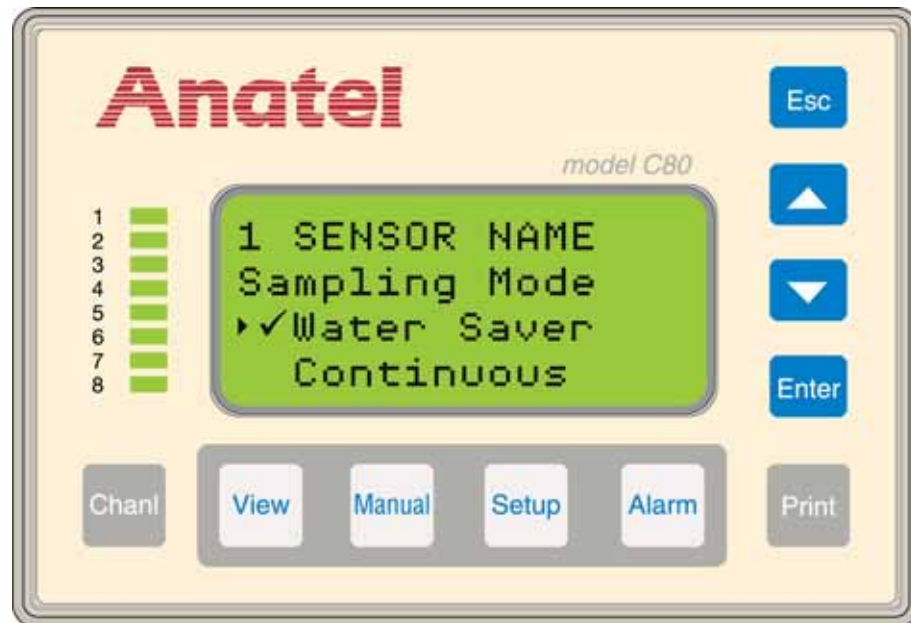 Anatel
model C80
Esc
1
2
3
4
5
6
7
8
1 SENSOR NAME
Sampling Mode
▸✓Water Saver
Continuous
Enter
Chanl
View
Manual
Setup
Alarm
Print